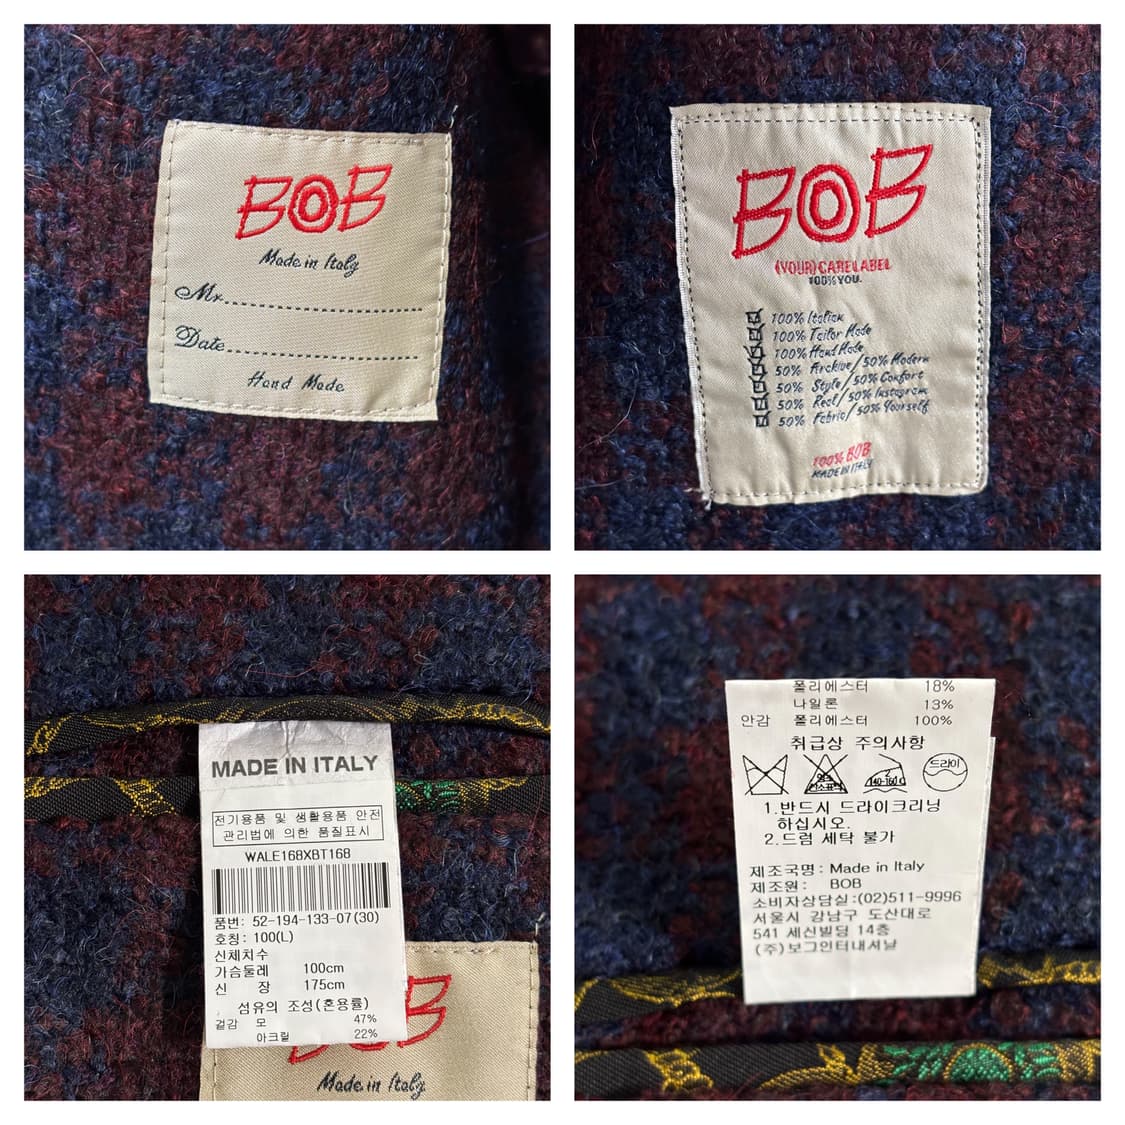 BOB
Made in Italy
Mr.
Date
Hand Made
BOB
(YOUR) CARE LABEL
100% YOU.
100% Italian
100% Tailor Made
100% Hand Made
50% Archive/50% Modern
50% Style/50% Comfort
50% Real/50% Instagram
50% Fabric/50% Yourself
100% BOB
MADE IN ITALY
MADE IN ITALY
전기용품 및 생활용품 안전
관리법에 의한 품질표시
WALE168XBT168
품번: 52-194-133-07(30)
호칭: 100(L)
신체치수
가슴둘레 100cm
신 장 175cm
섬유의 조성(혼용률)
겉감 모 47%
아크릴 22%
B
Made in Italy
폴리에스터 18%
나일론 13%
안감 폴리에스터 100%
취급상 주의사항
140-160℃
드라이
1.반드시 드라이크리닝
하십시오.
2.드럼 세탁 불가
제조국명: Made in Italy
제조원: BOB
소비자상담실:(02)511-9996
서울시 강남구 도산대로
541 세신빌딩 14층
(주)보그인터내셔날